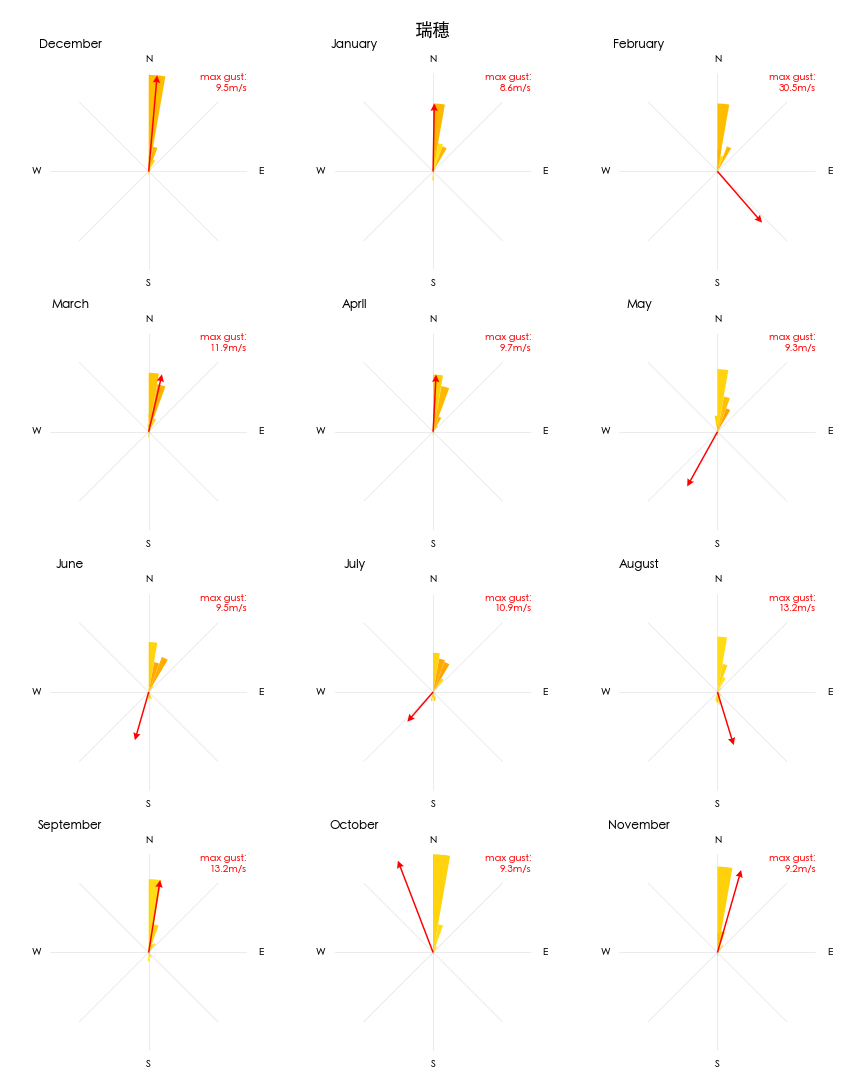 瑞穗
December
N
max gust:
9.5m/s
W
E
S
January
N
max gust:
8.6m/s
W
E
S
February
N
max gust:
30.5m/s
W
E
S
March
N
max gust:
11.9m/s
W
E
S
April
N
max gust:
9.7m/s
W
E
S
May
N
max gust:
9.3m/s
W
E
S
June
N
max gust:
9.5m/s
W
E
S
July
N
max gust:
10.9m/s
W
E
S
August
N
max gust:
13.2m/s
W
E
S
September
N
max gust:
13.2m/s
W
E
S
October
N
max gust:
9.3m/s
W
E
S
November
N
max gust:
9.2m/s
W
E
S